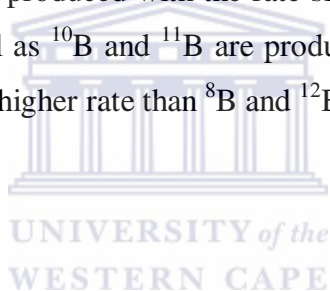 produced with the rate
l as ¹⁰B and ¹¹B are produ
higher rate than ⁸B and ¹²
UNIVERSITY of the
WESTERN CAPE